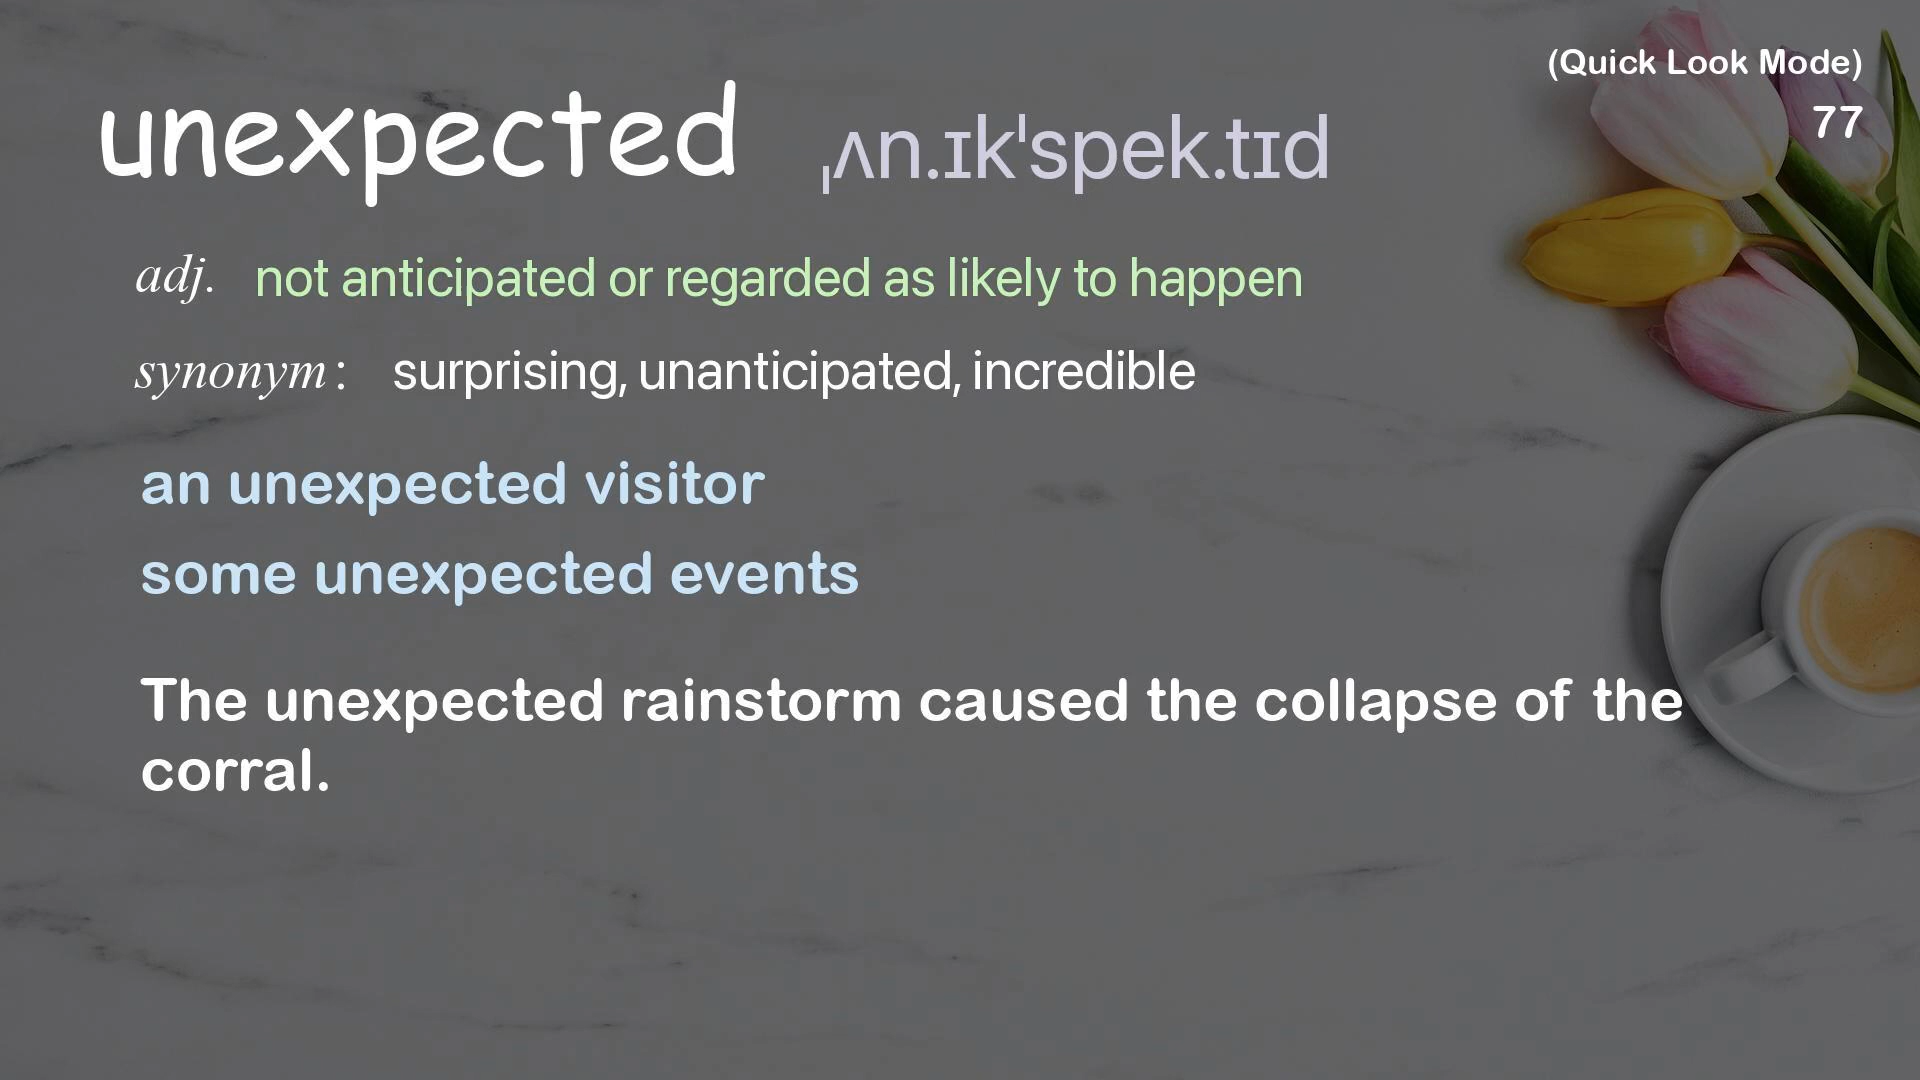 (Quick Look Mode)
77
unexpected ˌʌn.ɪkˈspek.tɪd
adj. not anticipated or regarded as likely to happen
synonym: surprising, unanticipated, incredible
an unexpected visitor
some unexpected events
The unexpected rainstorm caused the collapse of the
corral.